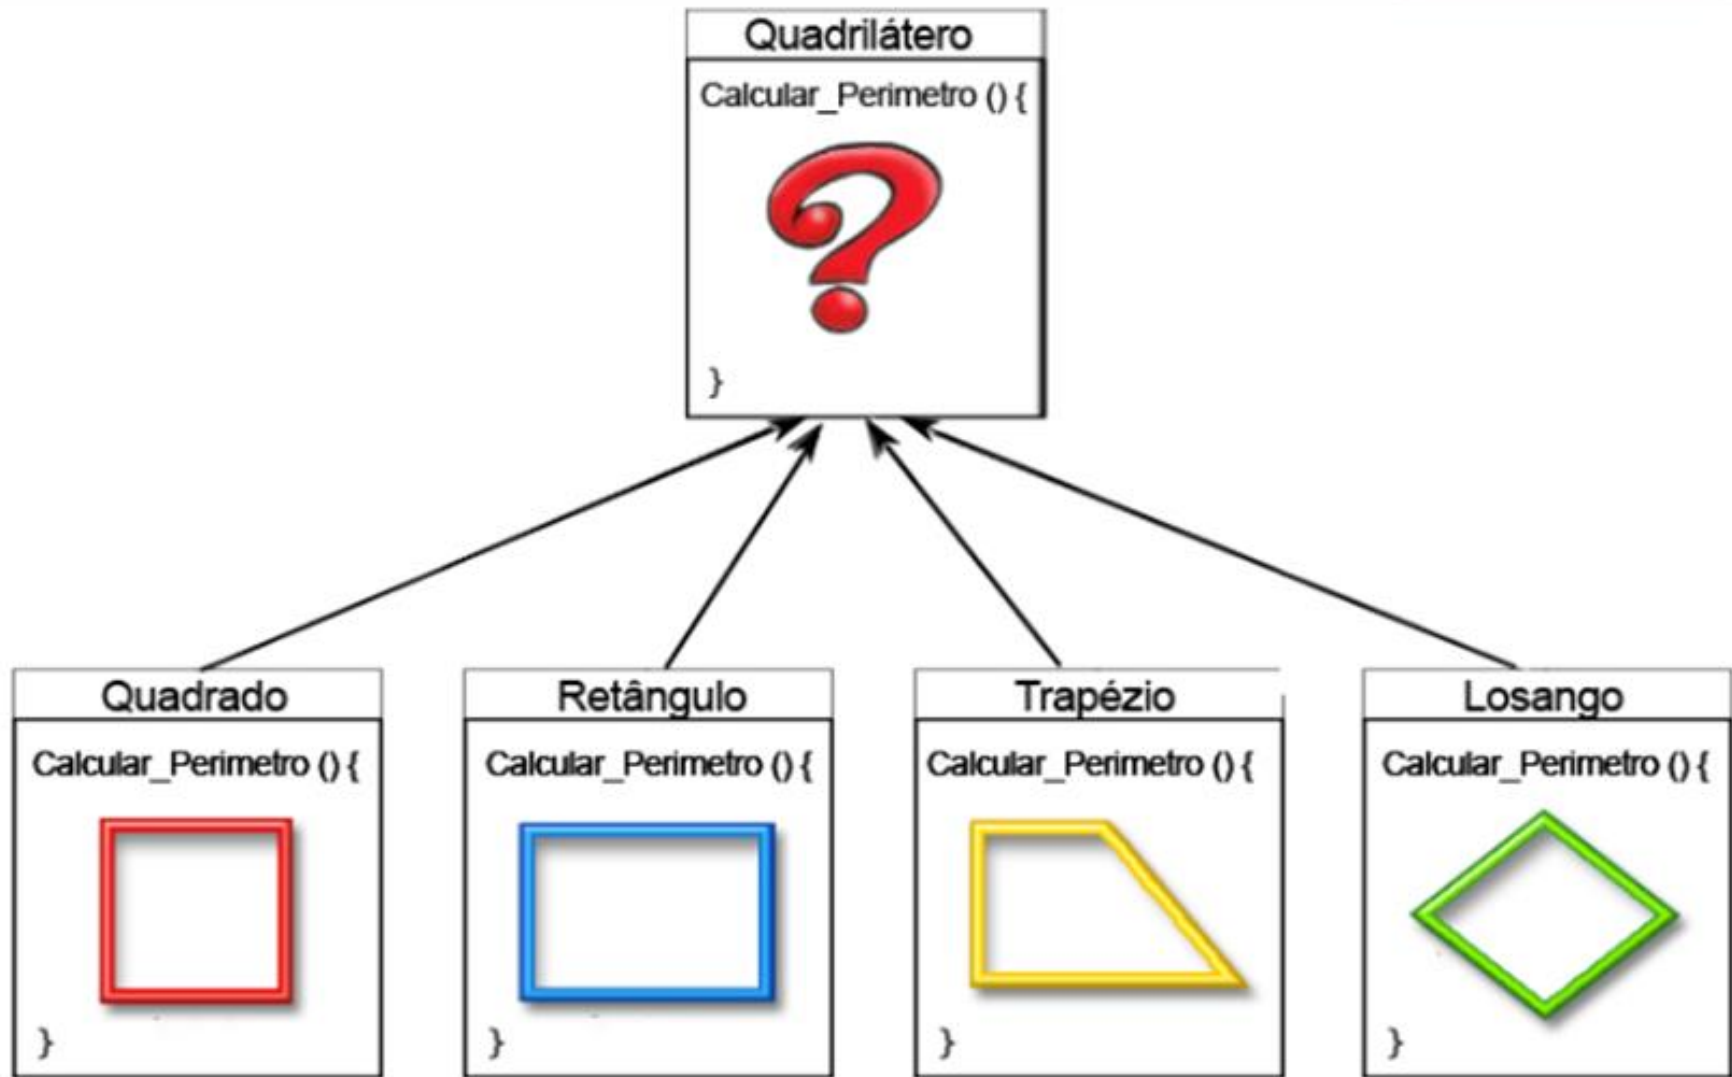 Quadrilátero
Calcular_Perimetro () {
}
Quadrado
Calcular_Perimetro () {
}
Retângulo
Calcular_Perimetro () {
}
Trapézio
Calcular_Perimetro () {
}
Losango
Calcular_Perimetro () {
}